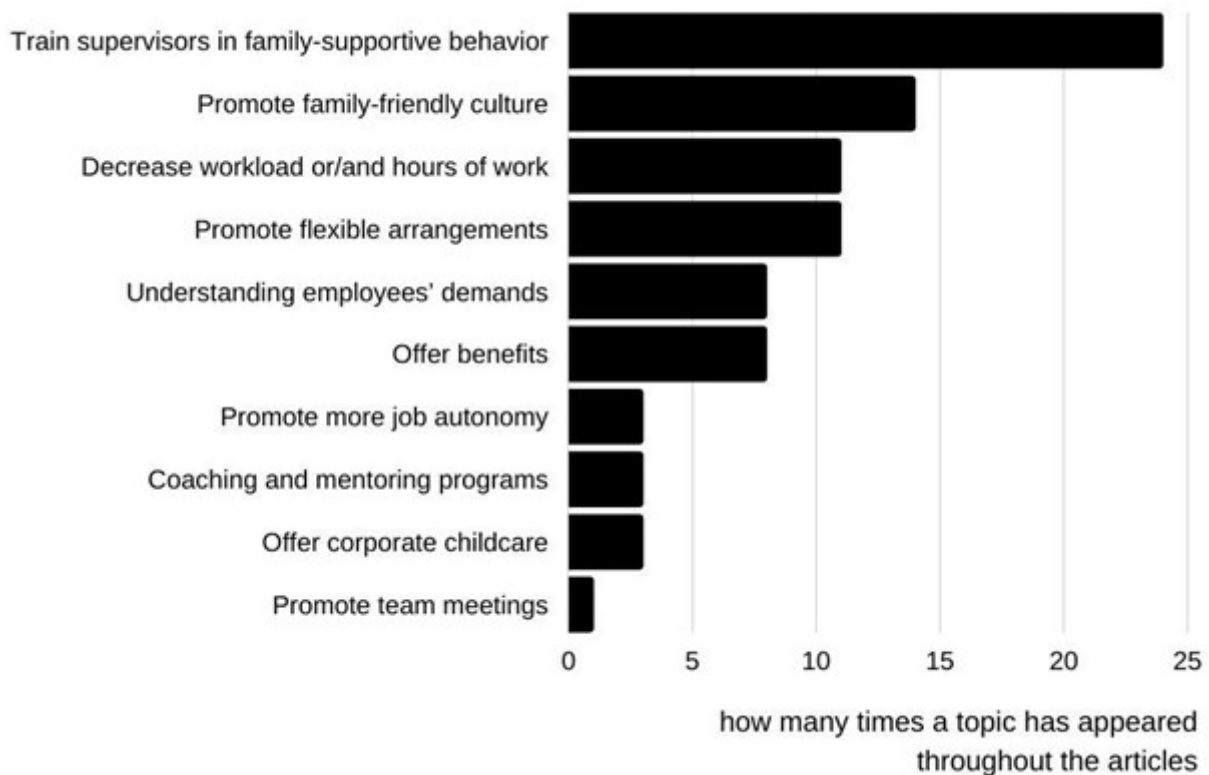 Train supervisors in family-supportive behavior
Promote family-friendly culture
Decrease workload or/and hours of work
Promote flexible arrangements
Understanding employees' demands
Offer benefits
Promote more job autonomy
Coaching and mentoring programs
Offer corporate childcare
Promote team meetings
0 5 10 15 20 25
how many times a topic has appeared
throughout the articles